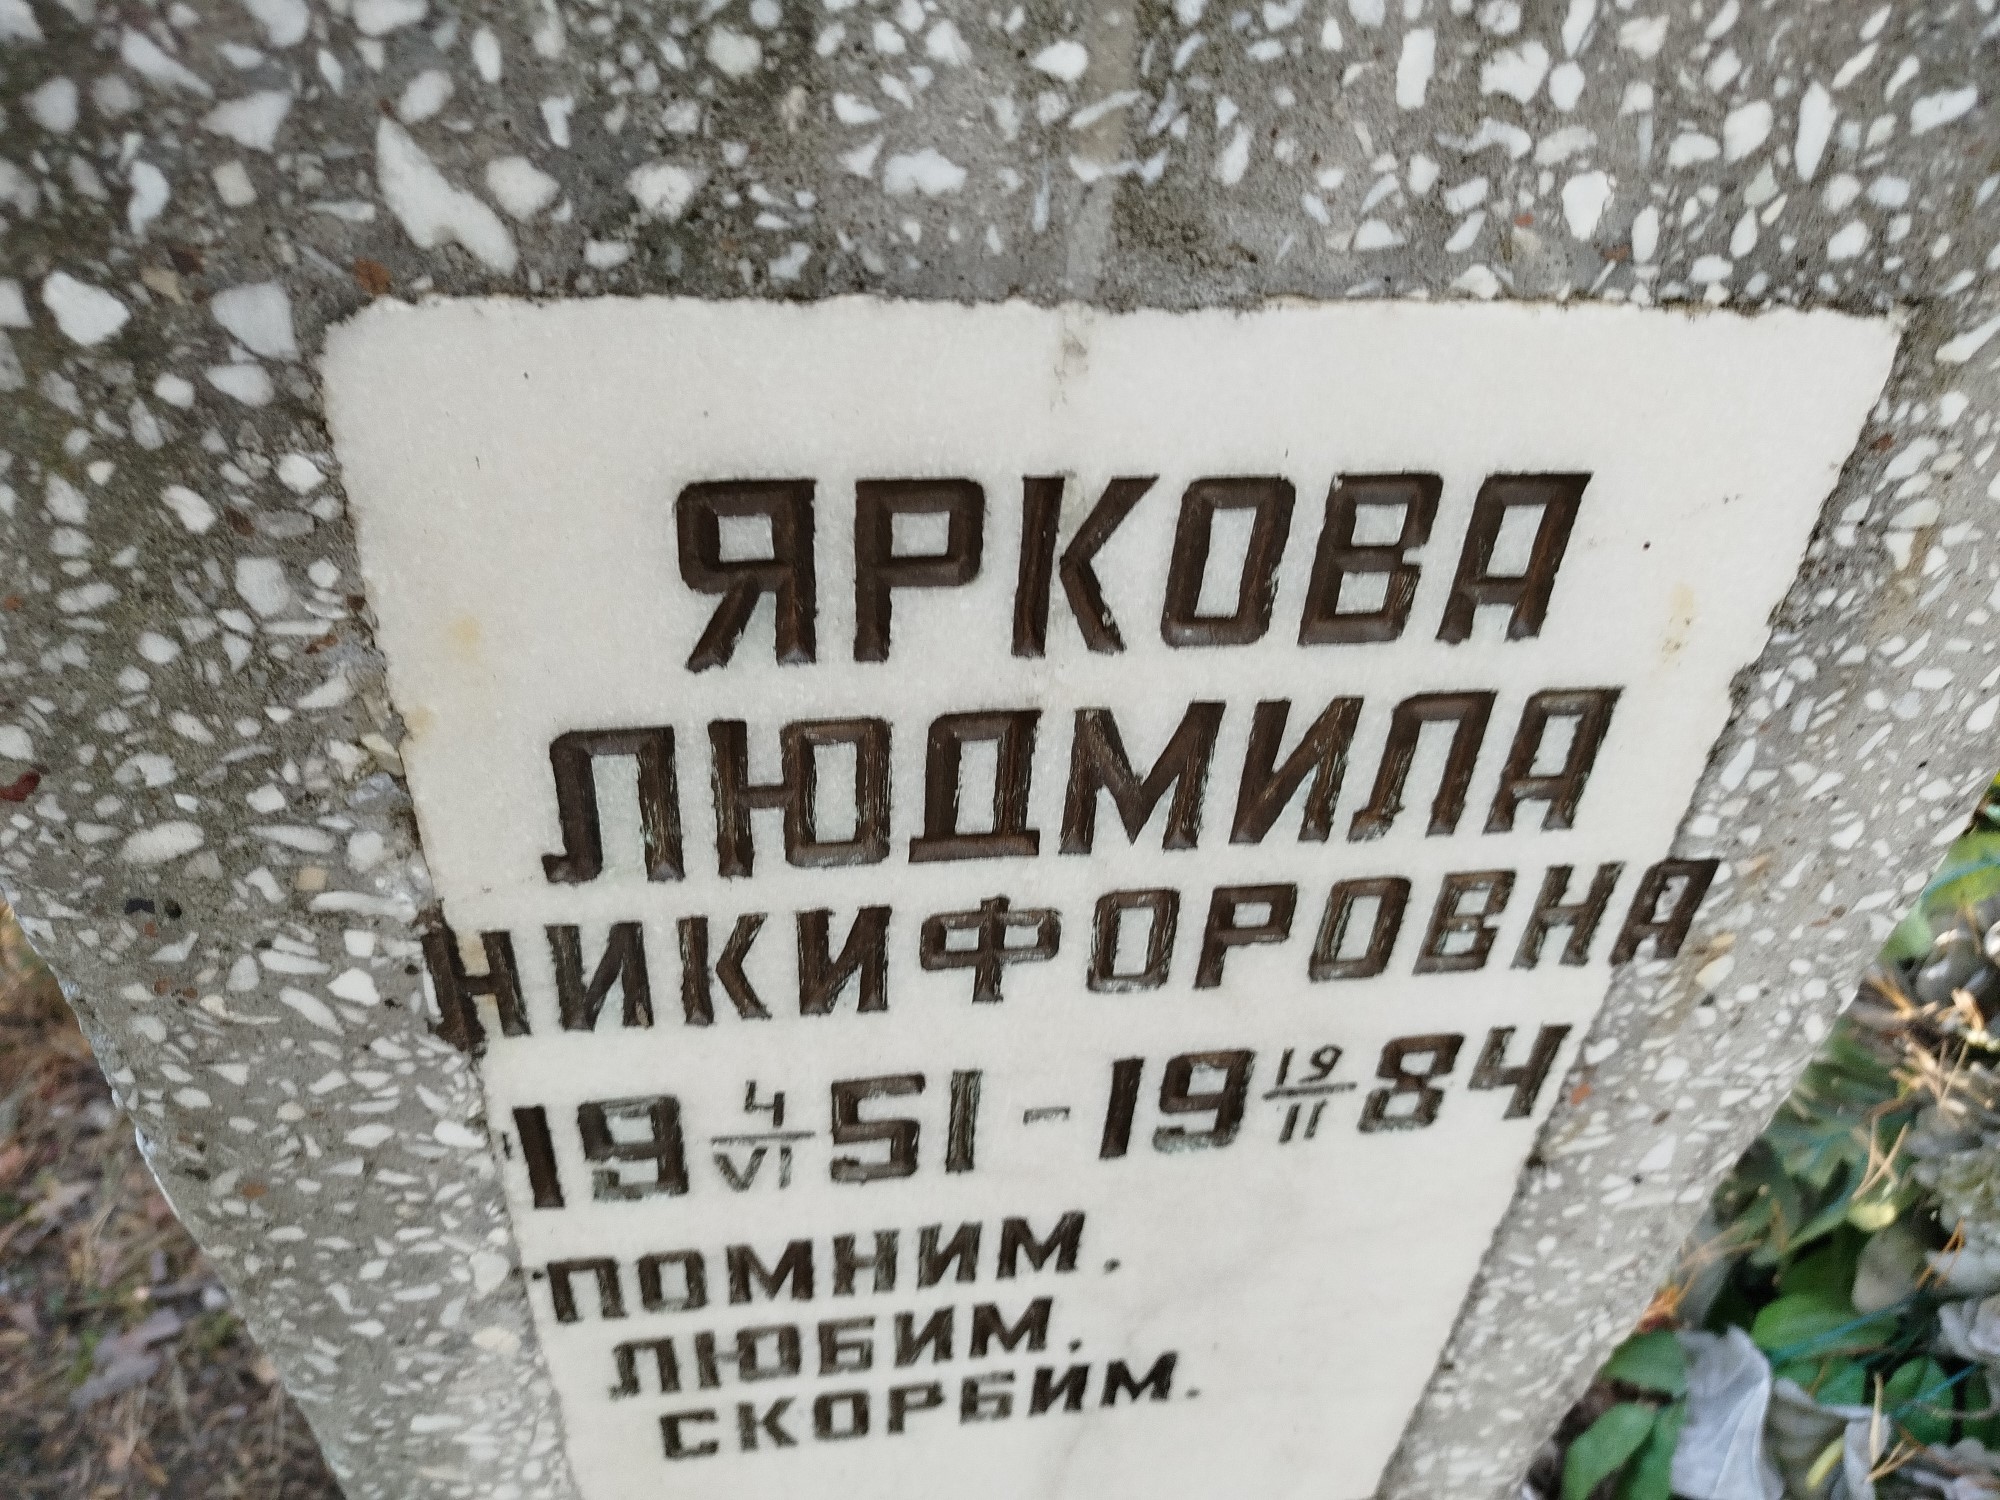 ЯРКОВА
ЛЮДМИЛА
НИКИФОРОВНА
19 4/VI 51 - 19 19/II 84
ПОМНИМ.
ЛЮБИМ.
СКОРБИМ.